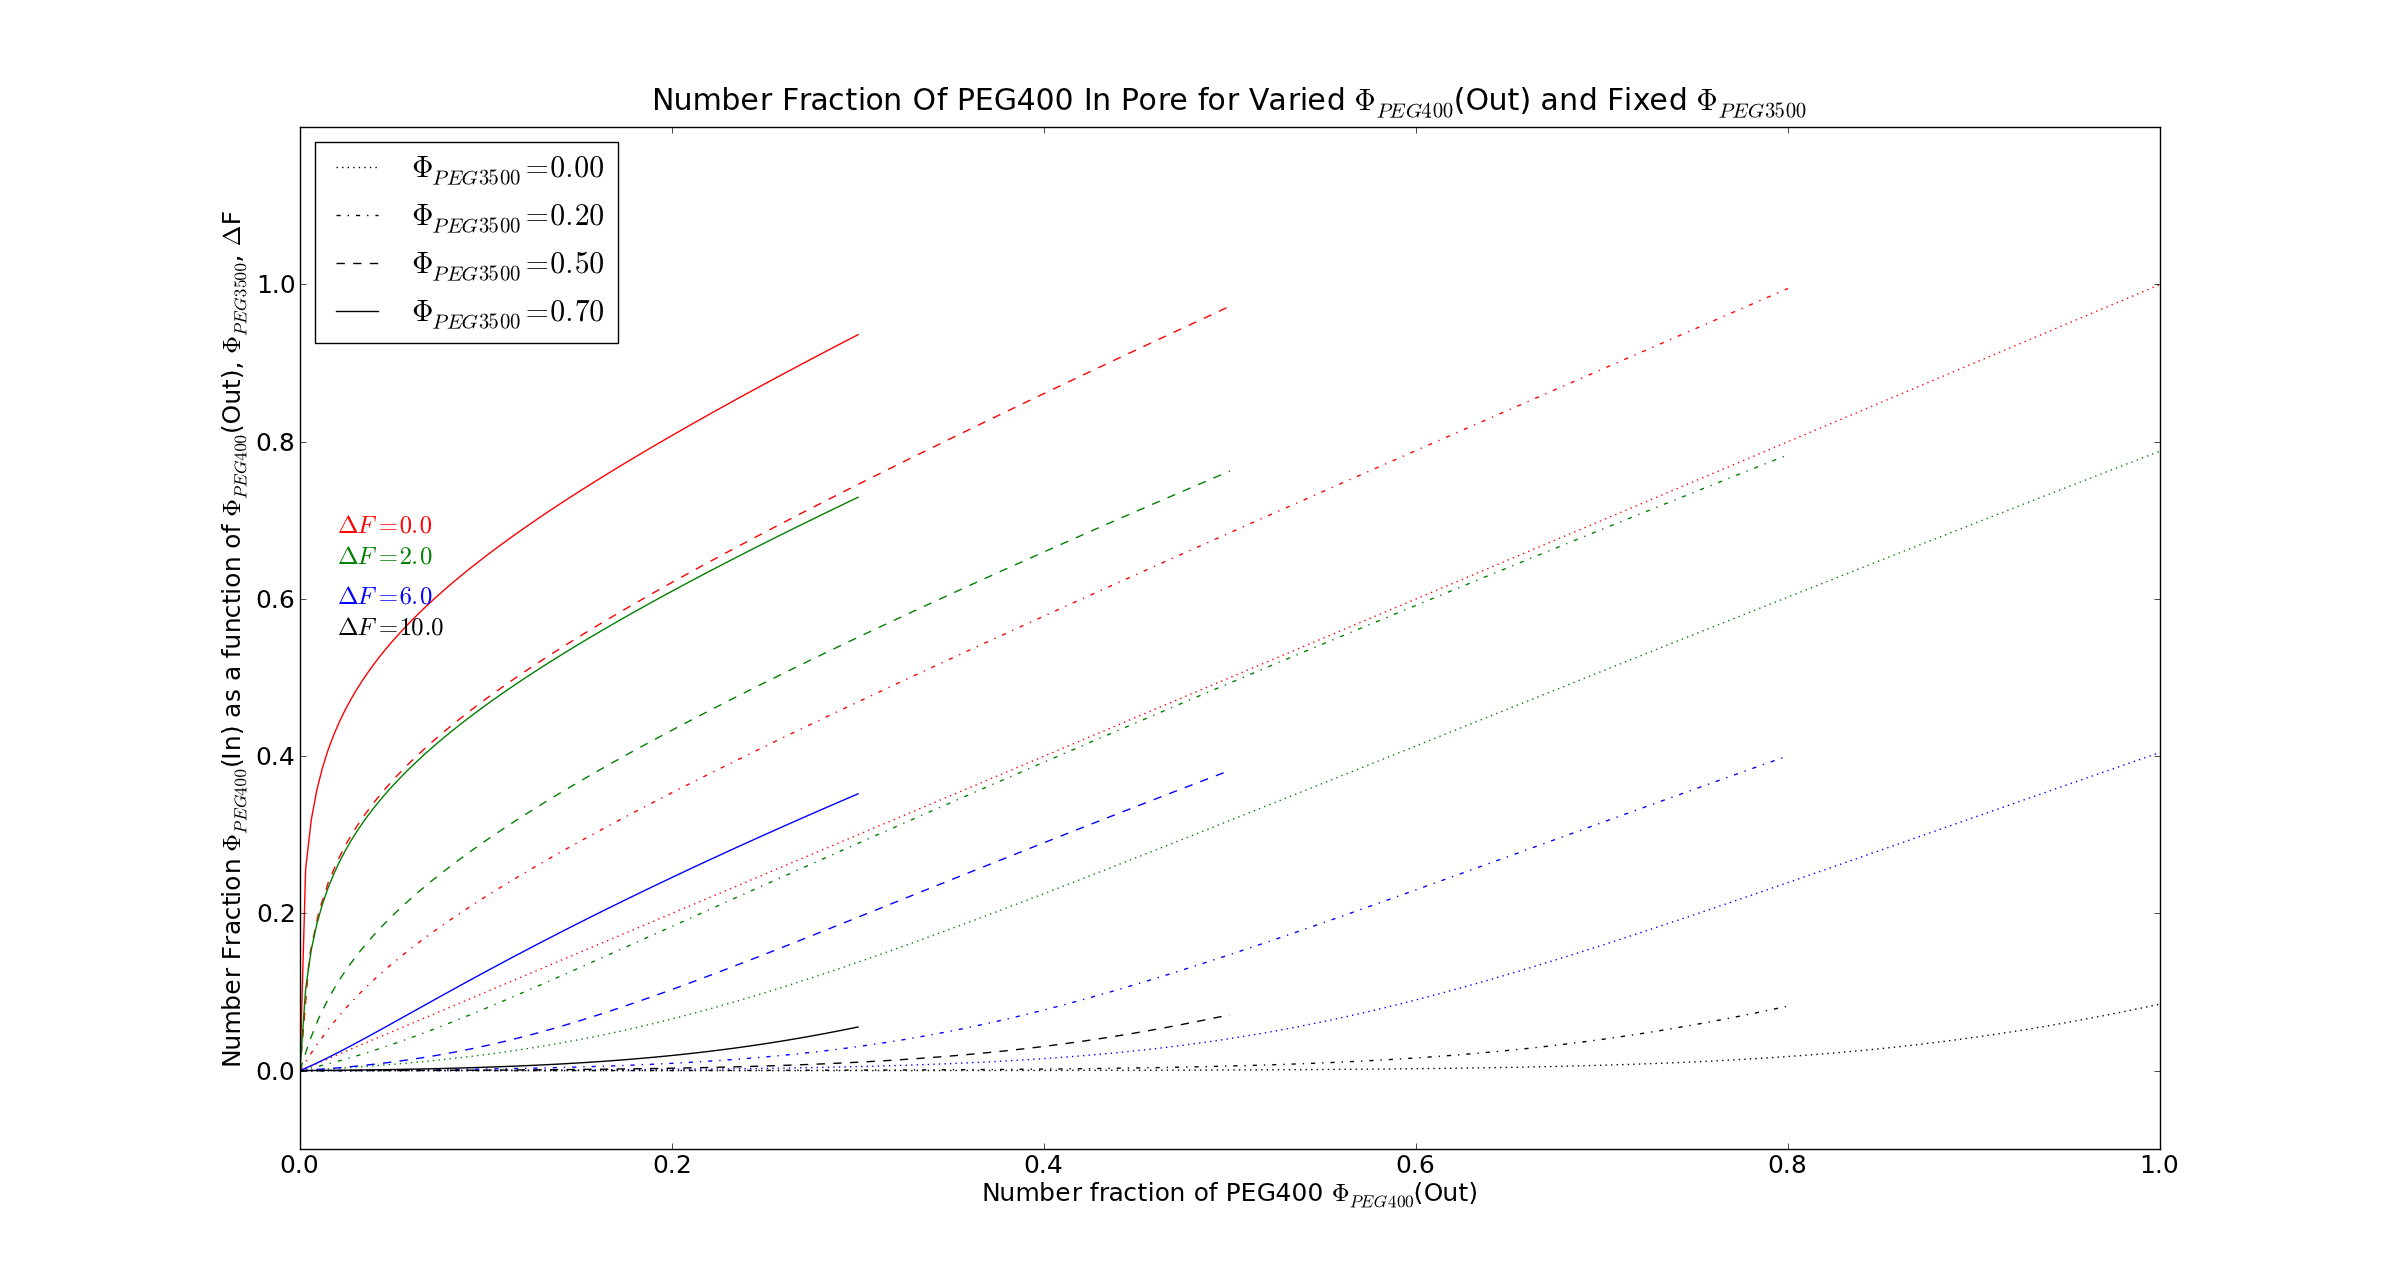 Number Fraction Of PEG400 In Pore for Varied Φ_PEG400(Out) and Fixed Φ_PEG3500
Φ_PEG3500=0.00
Φ_PEG3500=0.20
Φ_PEG3500=0.50
Φ_PEG3500=0.70
Number Fraction Φ_PEG400(In) as a function of Φ_PEG400(Out), Φ_PEG3500, ΔF
1.0
0.8
0.6
0.4
0.2
0.0
ΔF=0.0
ΔF=2.0
ΔF=6.0
ΔF=10.0
0.0 0.2 0.4 0.6 0.8 1.0
Number fraction of PEG400 Φ_PEG400(Out)